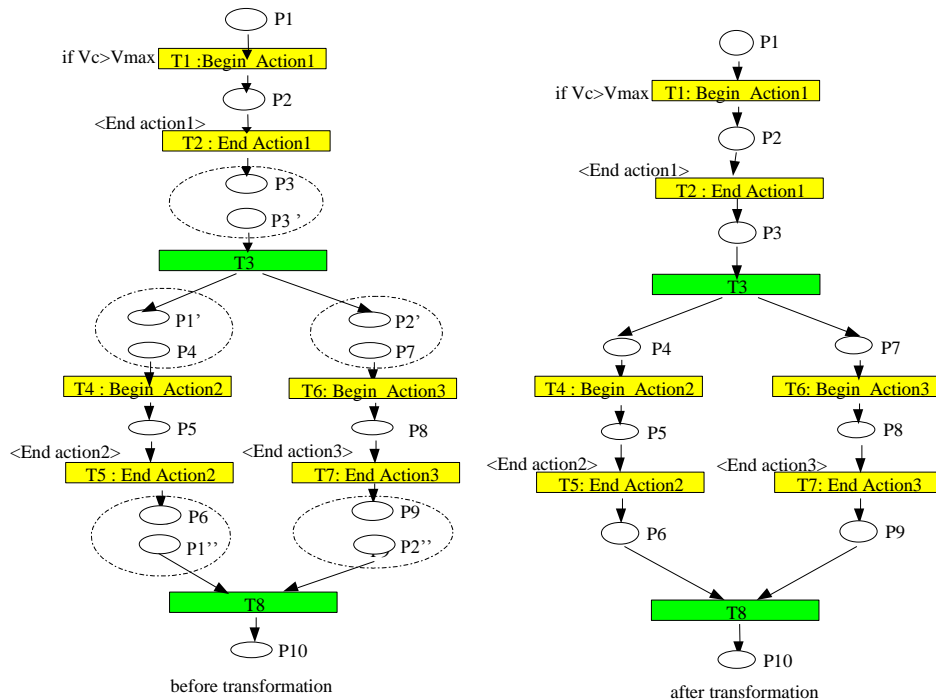 P1
if Vc>Vmax
T1 :Begin Action1
P2
<End action1>
T2 : End Action1
P3
P3 '
T3
P1’
P4
T4 : Begin Action2
P5
<End action2>
T5 : End Action2
P6
P1’’
P2’
P7
T6: Begin Action3
P8
<End action3>
T7: End Action3
P9
P2’’
T8
P10
before transformation
P1
if Vc>Vmax
T1: Begin Action1
P2
<End action1>
T2 : End Action1
P3
T3
P4
T4 : Begin Action2
P5
<End action2>
T5: End Action2
P6
P7
T6: Begin Action3
P8
<End action3>
T7: End Action3
P9
T8
P10
after transformation